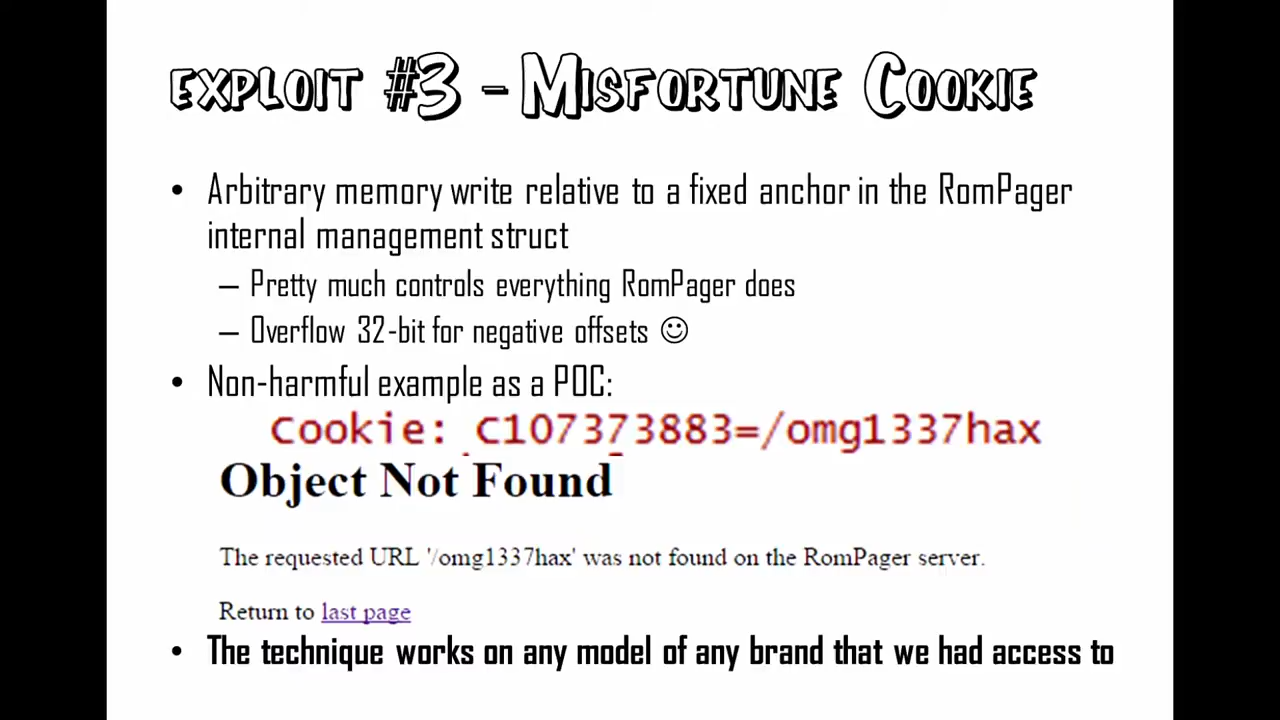 EXPLOIT #3 – MISFORTUNE COOKIE
• Arbitrary memory write relative to a fixed anchor in the RomPager
internal management struct
– Pretty much controls everything RomPager does
– Overflow 32-bit for negative offsets ☺
• Non-harmful example as a POC:
Cookie: C107373883=/omg1337hax
Object Not Found
The requested URL '/omg1337hax' was not found on the RomPager server.
Return to last page
• The technique works on any model of any brand that we had access to